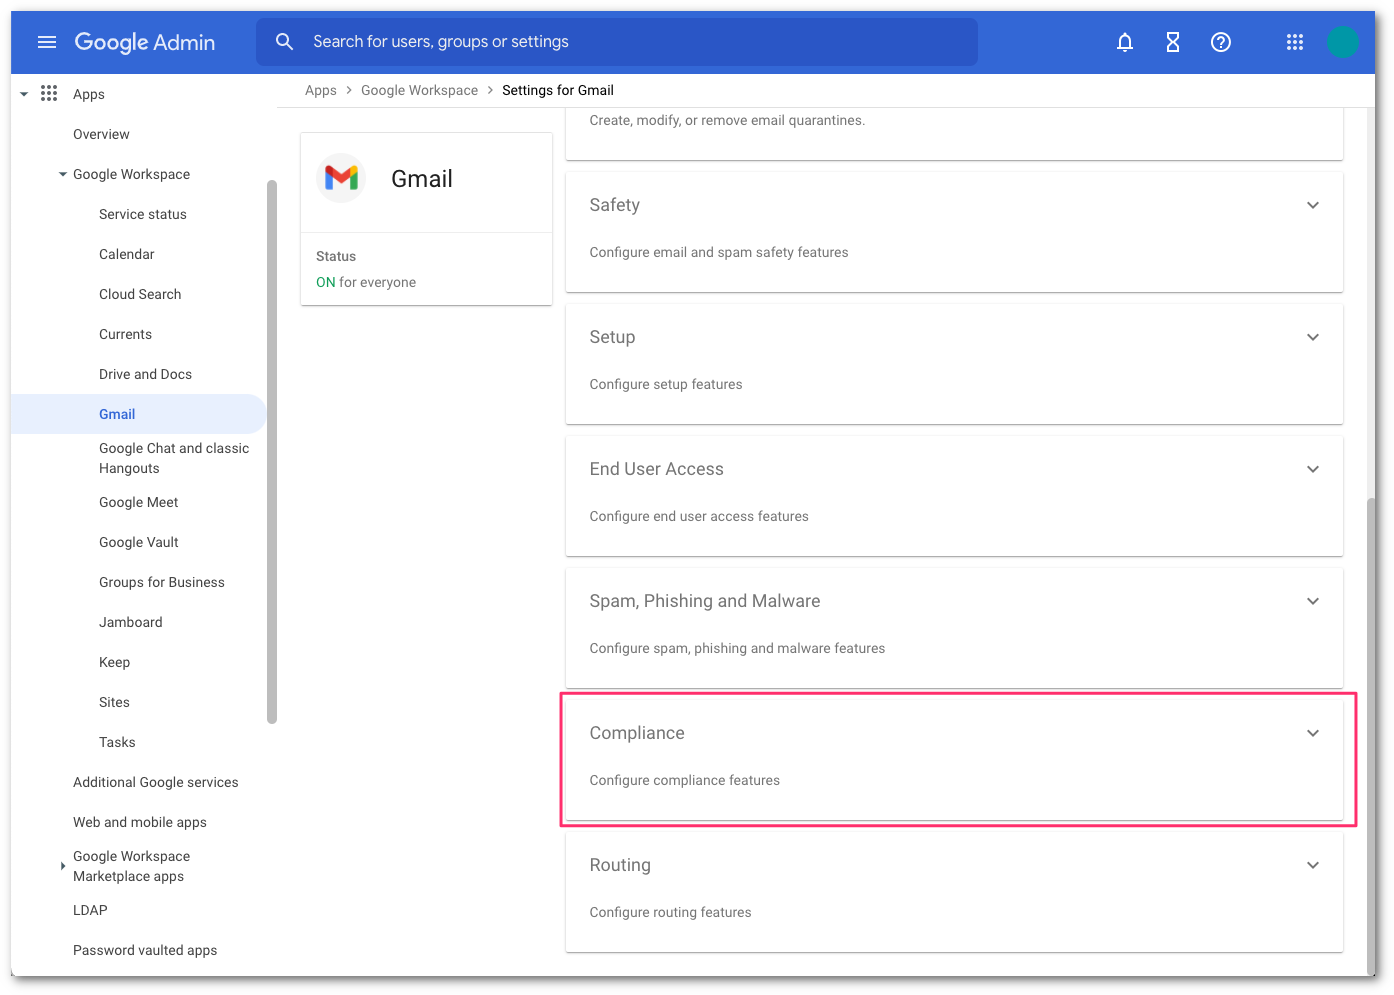 Google Admin
Search for users, groups or settings
Apps
Overview
Google Workspace
Service status
Calendar
Cloud Search
Currents
Drive and Docs
Gmail
Google Chat and classic
Hangouts
Google Meet
Google Vault
Groups for Business
Jamboard
Keep
Sites
Tasks
Additional Google services
Web and mobile apps
Google Workspace
Marketplace apps
LDAP
Password vaulted apps
Apps > Google Workspace > Settings for Gmail
Gmail
Status
ON for everyone
Create, modify, or remove email quarantines.
Safety
Configure email and spam safety features
Setup
Configure setup features
End User Access
Configure end user access features
Spam, Phishing and Malware
Configure spam, phishing and malware features
Compliance
Configure compliance features
Routing
Configure routing features